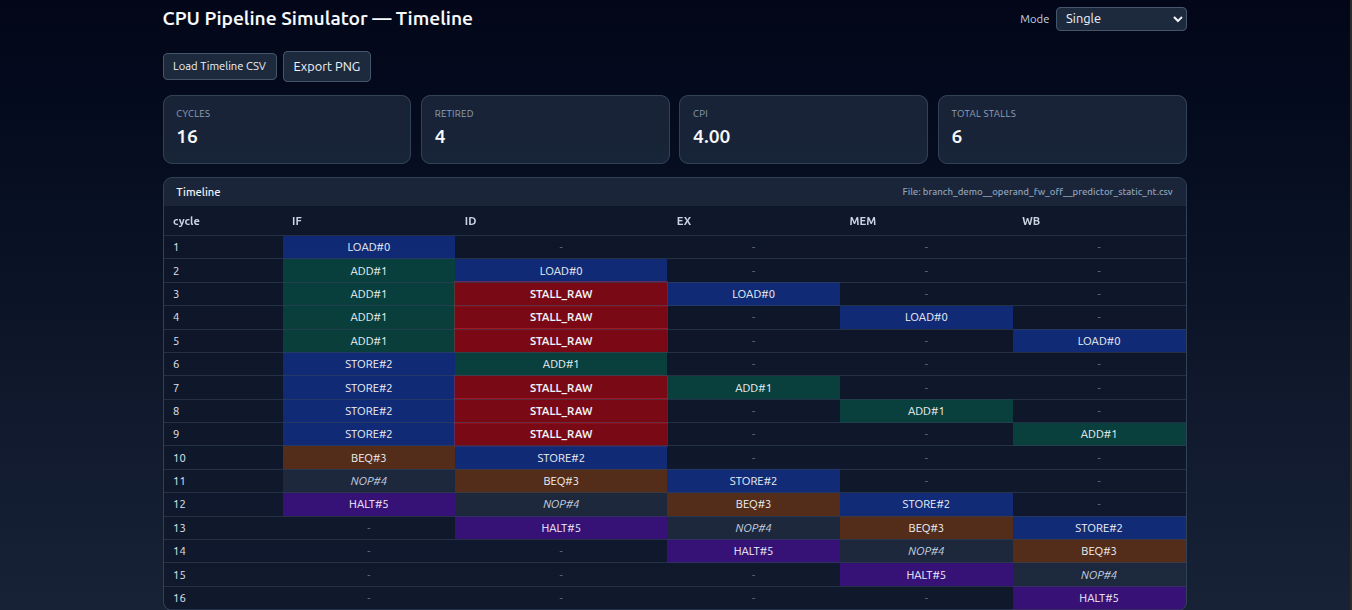 CPU Pipeline Simulator — Timeline
Mode Single
Load Timeline CSV Export PNG
CYCLES RETIRED CPI TOTAL STALLS
16 4 4.00 6
Timeline File: branch_demo__operand_fw_off__predictor_static_nt.csv
cycle IF ID EX MEM WB
1 LOAD#0 - - - -
2 ADD#1 LOAD#0 - - -
3 ADD#1 STALL_RAW LOAD#0 - -
4 ADD#1 STALL_RAW - LOAD#0 -
5 ADD#1 STALL_RAW - - LOAD#0
6 STORE#2 ADD#1 - - -
7 STORE#2 STALL_RAW ADD#1 - -
8 STORE#2 STALL_RAW - ADD#1 -
9 STORE#2 STALL_RAW - - ADD#1
10 BEQ#3 STORE#2 - - -
11 NOP#4 BEQ#3 STORE#2 - -
12 HALT#5 NOP#4 BEQ#3 STORE#2 -
13 - HALT#5 NOP#4 BEQ#3 STORE#2
14 - - HALT#5 NOP#4 BEQ#3
15 - - - HALT#5 NOP#4
16 - - - - HALT#5